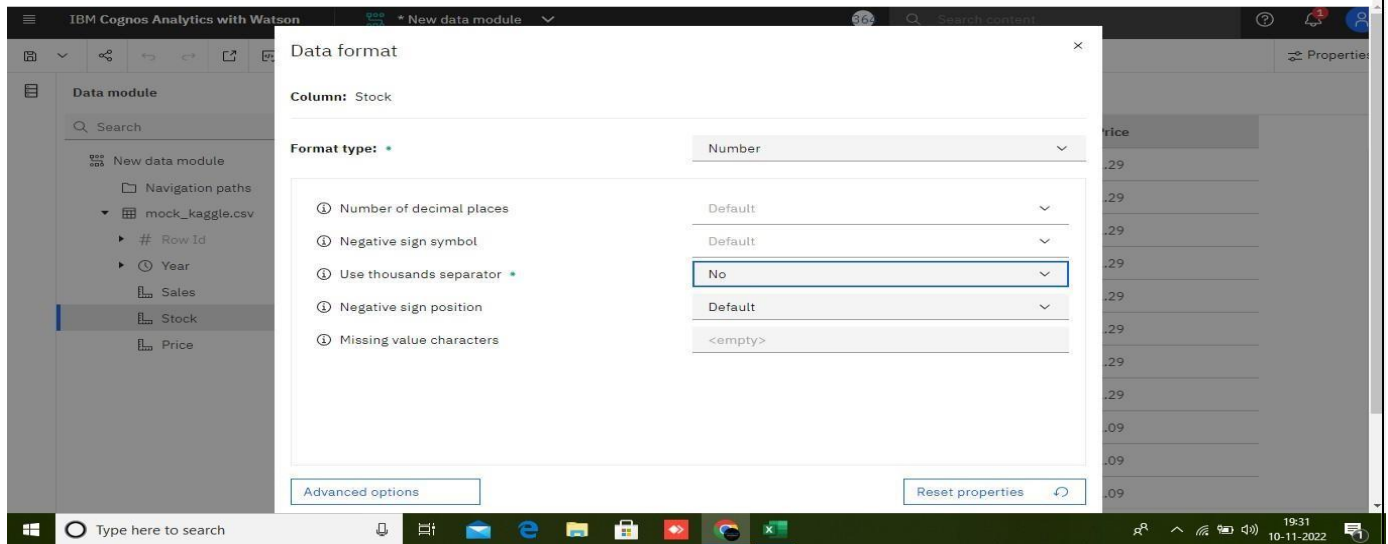 IBM Cognos Analytics with Watson
* New data module
364
Search content
1
Propertie
Data module
Search
New data module
Navigation paths
mock_kaggle.csv
# Row Id
Year
Sales
Stock
Price
Data format
Column: Stock
Format type: •
Number
Number of decimal places
Default
Negative sign symbol
Default
Use thousands separator •
No
Negative sign position
Default
Missing value characters
<empty>
Advanced options
Reset properties
rice
.29
.29
.29
.29
.29
.29
.29
.29
.09
.09
.09
Type here to search
19:31
10-11-2022
1